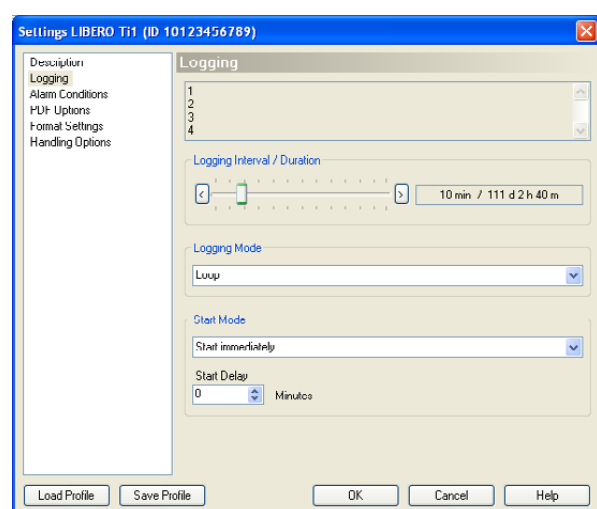 Settings LIBERO Ti1 (ID 10123456789)
Description
Logging
Alarm Conditions
PDF Options
Format Settings
Handling Options
Logging
1
2
3
4
Logging Interval / Duration
< > 10 min / 111 d 2 h 40 m
Logging Mode
Loop
Start Mode
Start immediately
Start Delay
0 Minutes
Load Profile Save Profile OK Cancel Help